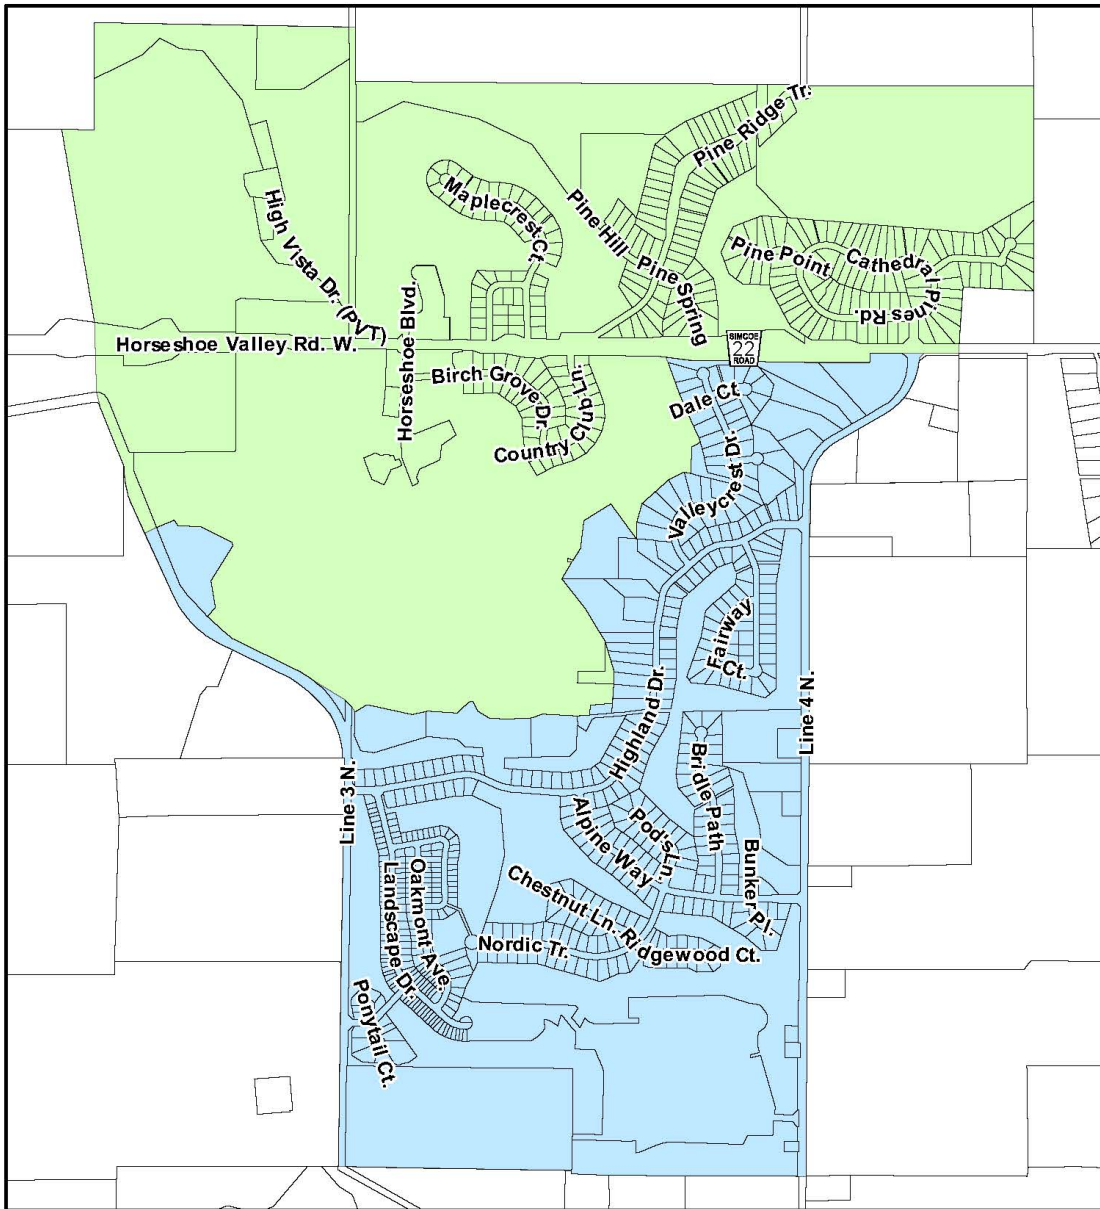 Pine Ridge Tr.
Maplecrest Ct.
High Vista Dr. (PVT)
Pine Hill
Pine Spring
Pine Point
Cathedral Pines Rd.
Horseshoe Blvd.
Horseshoe Valley Rd. W.
SIMCOE
22
ROAD
Birch Grove Dr.
Country Club Ln.
Dale Ct.
Valleycrest Dr.
Fairway Ct.
Highland Dr.
Line 4 N.
Line 3 N.
Bridle Path
Alpine Way
Pod's Ln.
Bunker Pl.
Oakmont Ave.
Landscape Dr.
Chestnut Ln.
Ridgewood Ct.
Nordic Tr.
Ponytail Ct.